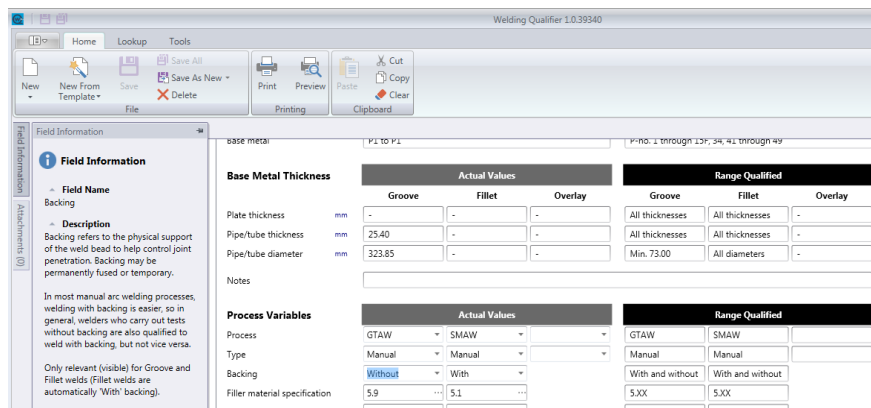 Welding Qualifier 1.0.39340
Home Lookup Tools
New
New From Template
Save
Save All
Save As New
Delete
File
Print Preview
Printing
Paste
Cut
Copy
Clear
Clipboard
Field Information
Attachments (0)
Field Information
Field Information
Field Name
Backing
Description
Backing refers to the physical support
of the weld bead to help control joint
penetration. Backing may be
permanently fused or temporary.
In most manual arc welding processes,
welding with backing is easier, so in
general, welders who carry out tests
without backing are also qualified to
weld with backing, but not vice versa.
Only relevant (visible) for Groove and
Fillet welds (Fillet welds are
automatically 'With' backing).
Base metal P1 to P1 P-no. 1 through 15F, 34, 41 through 49
Base Metal Thickness Actual Values Range Qualified
Groove Fillet Overlay Groove Fillet Overlay
Plate thickness mm - - - All thicknesses All thicknesses -
Pipe/tube thickness mm 25.40 - - All thicknesses All thicknesses -
Pipe/tube diameter mm 323.85 - - Min. 73.00 All diameters -
Notes
Process Variables Actual Values Range Qualified
Process GTAW SMAW GTAW SMAW
Type Manual Manual Manual Manual
Backing Without With With and without With and without
Filler material specification 5.9 ... 5.1 ... 5.XX 5.XX